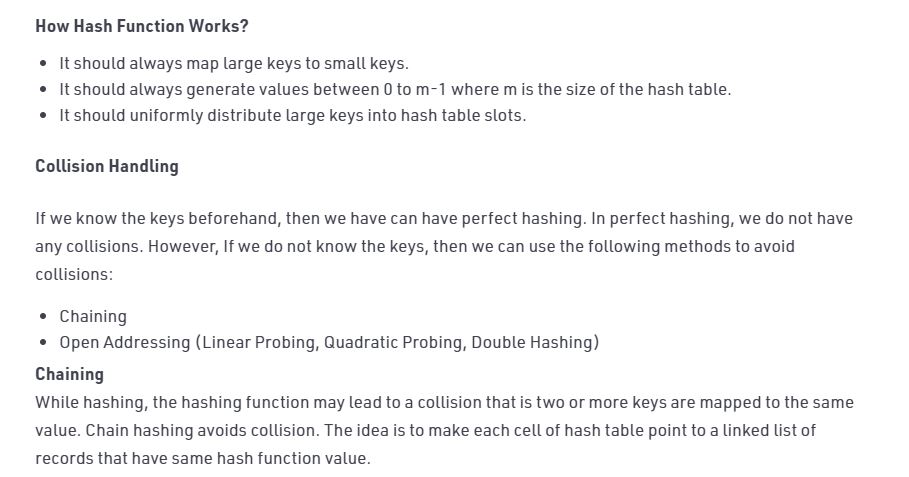 How Hash Function Works?
• It should always map large keys to small keys.
• It should always generate values between 0 to m-1 where m is the size of the hash table.
• It should uniformly distribute large keys into hash table slots.
Collision Handling
If we know the keys beforehand, then we have can have perfect hashing. In perfect hashing, we do not have
any collisions. However, If we do not know the keys, then we can use the following methods to avoid
collisions:
• Chaining
• Open Addressing (Linear Probing, Quadratic Probing, Double Hashing)
Chaining
While hashing, the hashing function may lead to a collision that is two or more keys are mapped to the same
value. Chain hashing avoids collision. The idea is to make each cell of hash table point to a linked list of
records that have same hash function value.